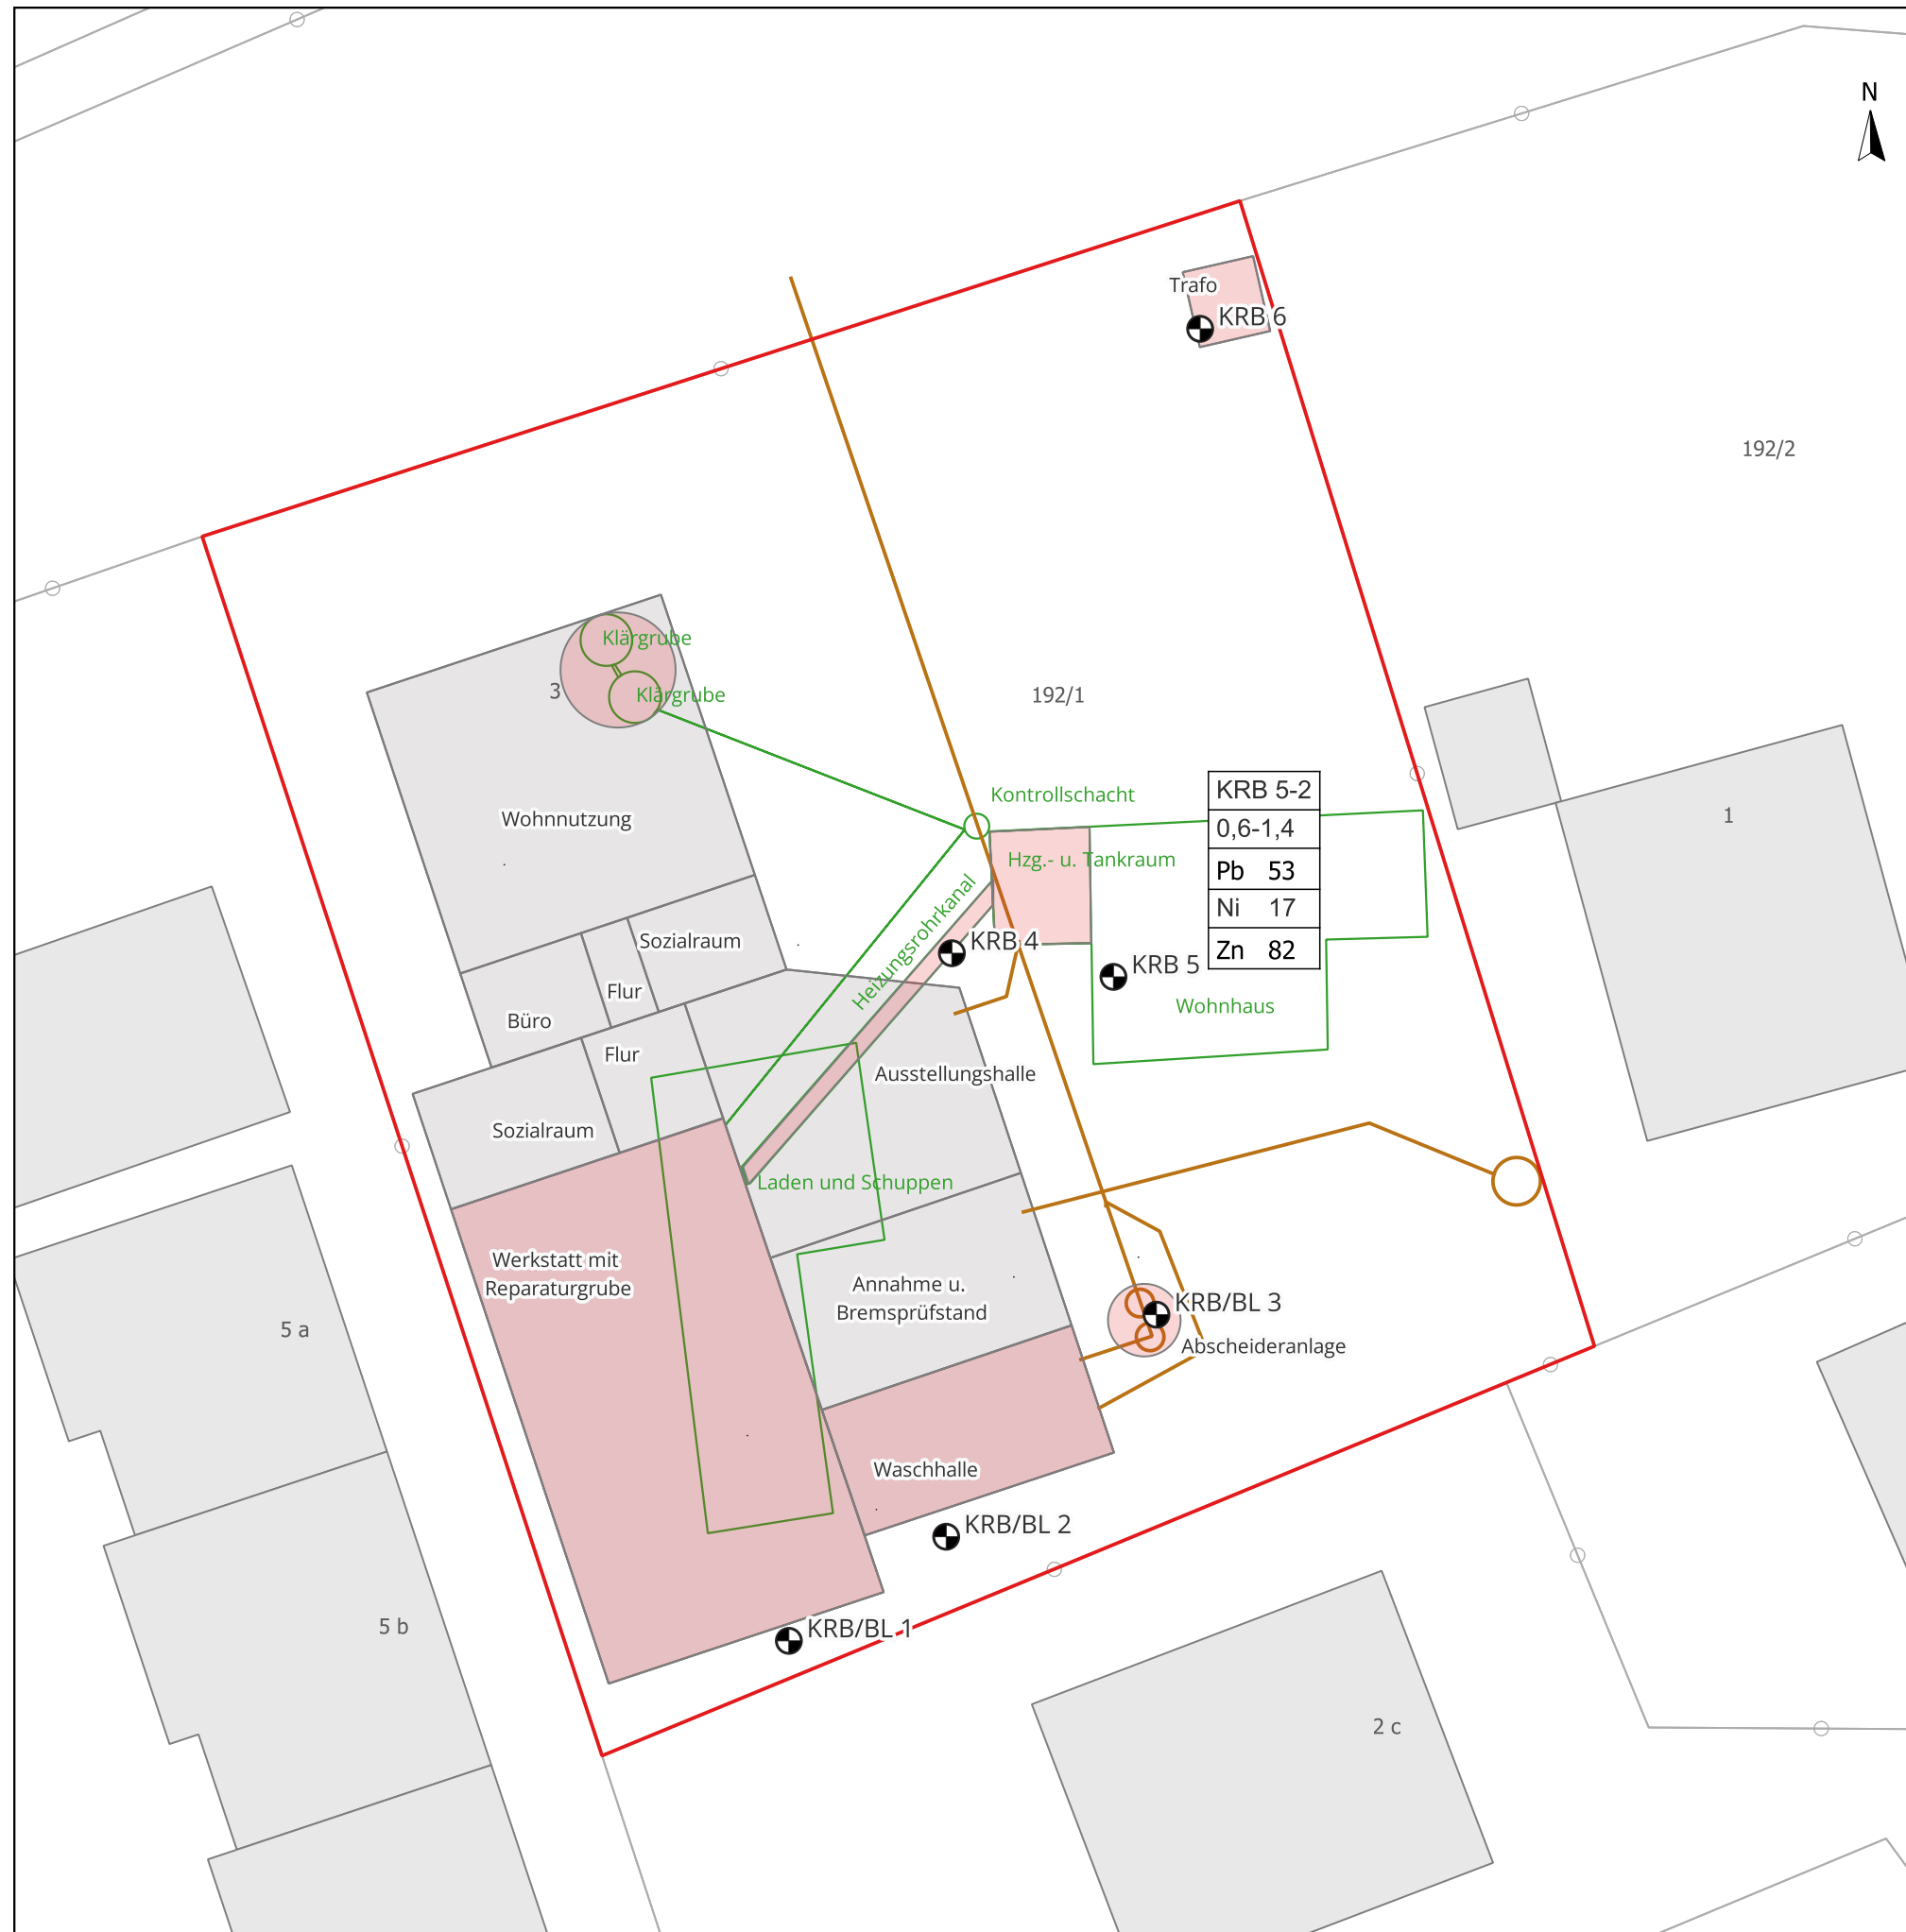 N
Trafo
KRB 6
192/2
Klärgrube
3
Klärgrube
192/1
Kontrollschacht
KRB 5-2
0,6-1,4
Pb 53
Ni 17
Zn 82
1
Wohnnutzung
Hzg.- u. Tankraum
Heizungsrohrkanal
Sozialraum
KRB 4
KRB 5
Flur
Büro
Wohnhaus
Flur
Ausstellungshalle
Sozialraum
Laden und Schuppen
Werkstatt mit
Reparaturgrube
Annahme u.
Bremsprüfstand
KRB/BL 3
Abscheideranlage
5 a
Waschhalle
KRB/BL 2
5 b
KRB/BL 1
2 c